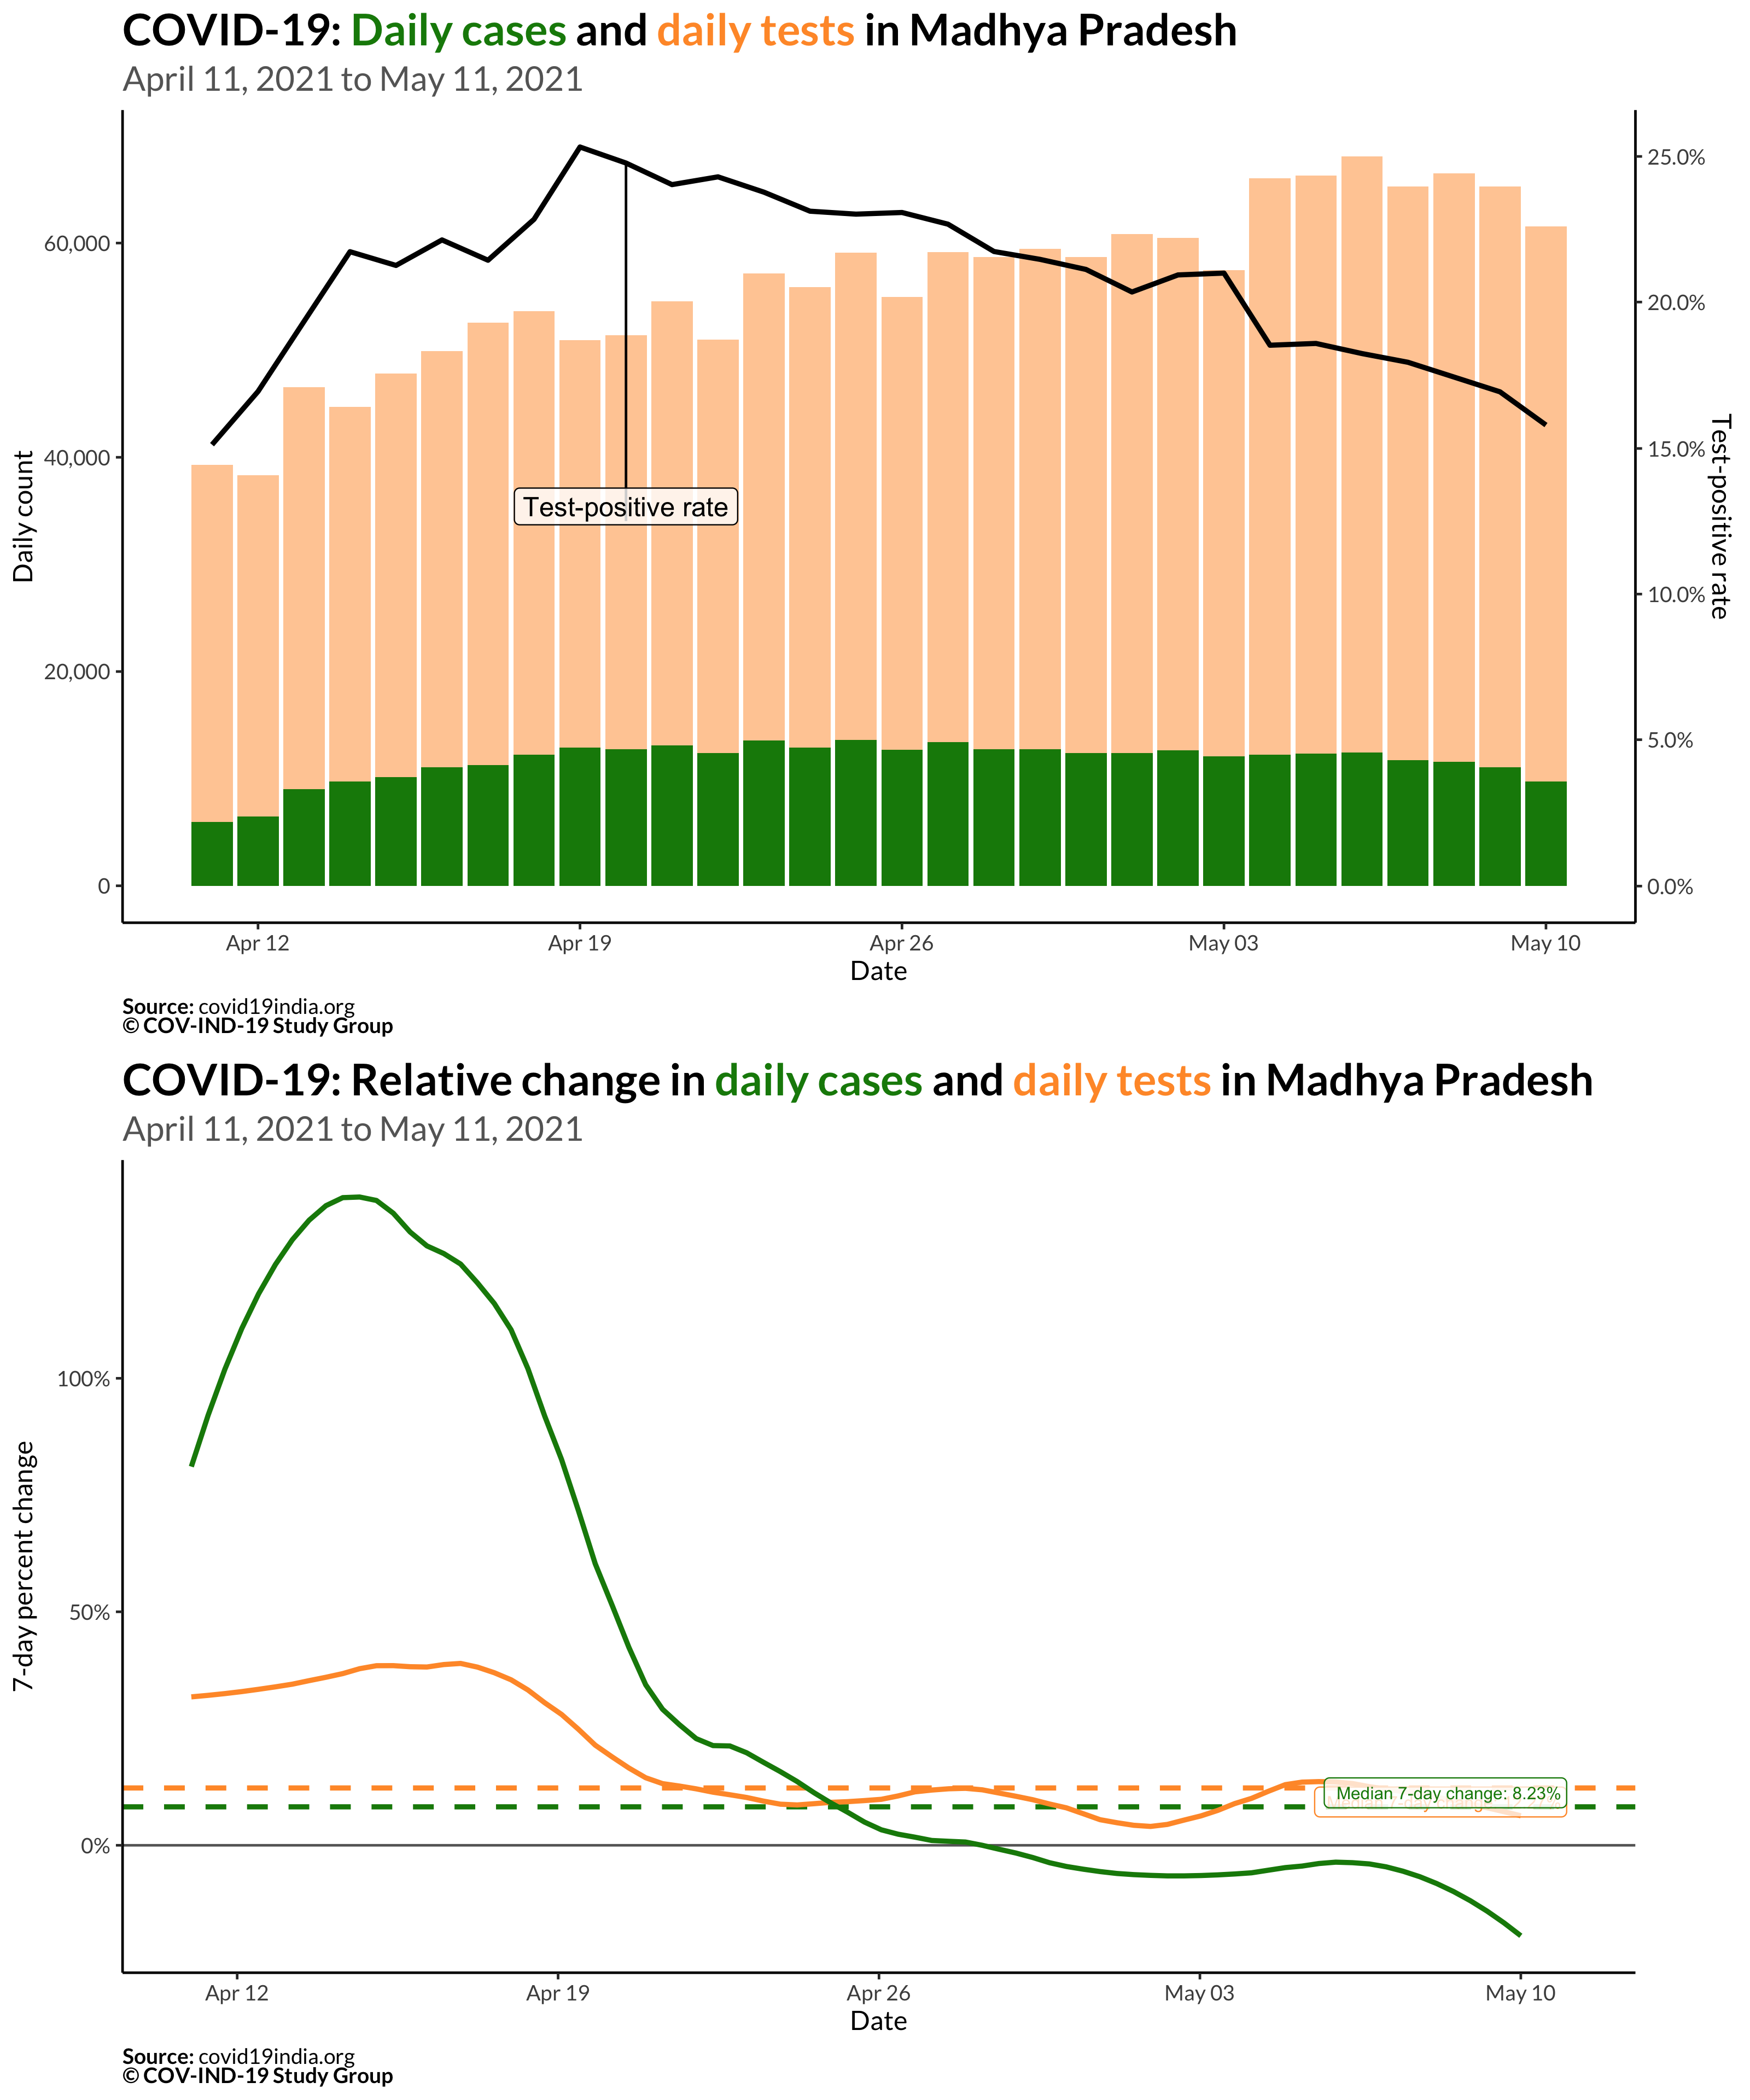 COVID-19: Daily cases and daily tests in Madhya Pradesh
April 11, 2021 to May 11, 2021
Daily count
60,000
40,000
20,000
0
Test-positive rate
25.0%
20.0%
15.0%
10.0%
5.0%
0.0%
Test-positive rate
Apr 12
Apr 19
Apr 26
May 03
May 10
Date
Source: covid19india.org
© COV-IND-19 Study Group
COVID-19: Relative change in daily cases and daily tests in Madhya Pradesh
April 11, 2021 to May 11, 2021
7-day percent change
100%
50%
0%
Median 7-day change: 8.23%
Median 7-day change:
Apr 12
Apr 19
Apr 26
May 03
May 10
Date
Source: covid19india.org
© COV-IND-19 Study Group